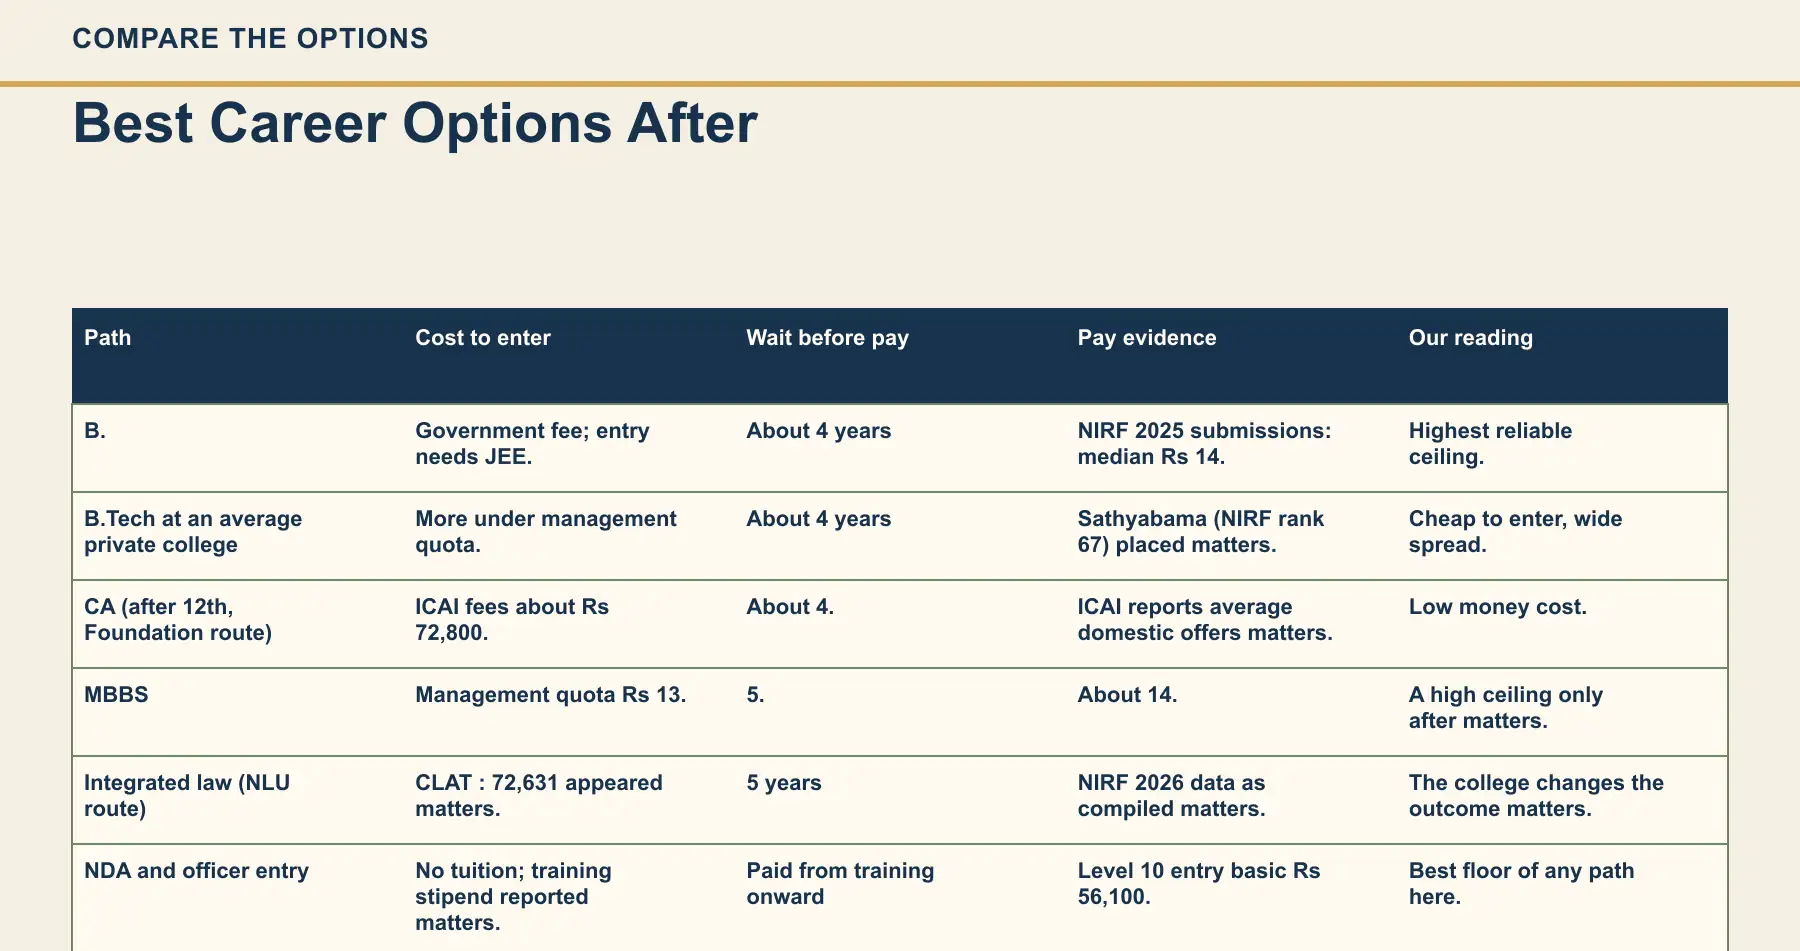 COMPARE THE OPTIONS
Best Career Options After
Path
Cost to enter
Wait before pay
Pay evidence
Our reading
B.
Government fee; entry
needs JEE.
About 4 years
NIRF 2025 submissions:
median Rs 14.
Highest reliable
ceiling.
B.Tech at an average
private college
More under management
quota.
About 4 years
Sathyabama (NIRF rank
67) placed matters.
Cheap to enter, wide
spread.
CA (after 12th,
Foundation route)
ICAI fees about Rs
72,800.
About 4.
ICAI reports average
domestic offers matters.
Low money cost.
MBBS
Management quota Rs 13.
5.
About 14.
A high ceiling only
after matters.
Integrated law (NLU
route)
CLAT : 72,631 appeared
matters.
5 years
NIRF 2026 data as
compiled matters.
The college changes the
outcome matters.
NDA and officer entry
No tuition; training
stipend reported
matters.
Paid from training
onward
Level 10 entry basic Rs
56,100.
Best floor of any path
here.